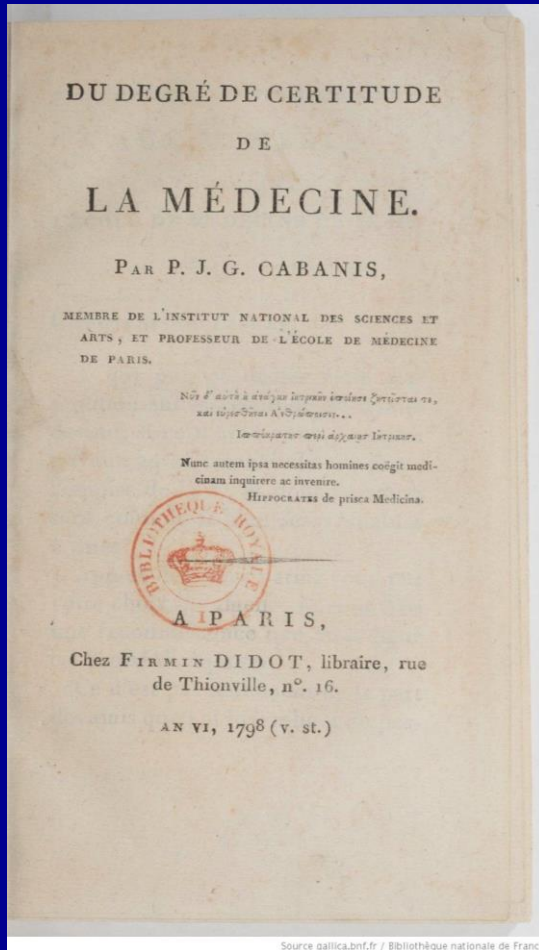 DU DEGRÉ DE CERTITUDE
DE
LA MÉDECINE.
PAR P. J. G. CABANIS,
MEMBRE DE L'INSTITUT NATIONAL DES SCIENCES ET
ARTS, ET PROFESSEUR DE L'ÉCOLE DE MÉDECINE
DE PARIS.
Nunc autem ipsa necessitas homines coëgit medi-
cinam inquirere ac invenire.
HIPPOCRATES de prisca Medicina.
BIBLIOTHEQUE ROYALE
I
A PARIS,
Chez FIRMIN DIDOT, libraire, rue
de Thionville, nº. 16.
AN VI, 1798 (v. st.)
Source gallica.bnf.fr / Bibliothèque nationale de Franc